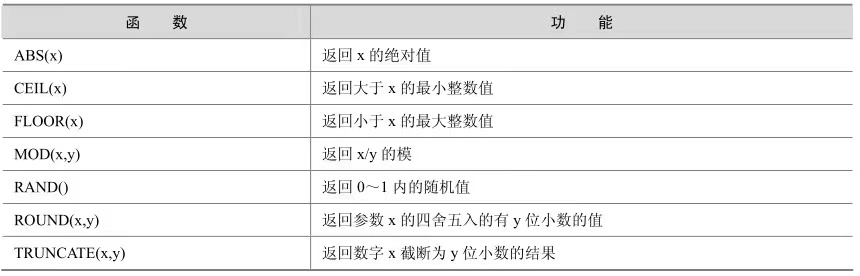 函 数 功 能
ABS(x) 返回 x 的绝对值
CEIL(x) 返回大于 x 的最小整数值
FLOOR(x) 返回小于 x 的最大整数值
MOD(x,y) 返回 x/y 的模
RAND() 返回 0～1 内的随机值
ROUND(x,y) 返回参数 x 的四舍五入的有 y 位小数的值
TRUNCATE(x,y) 返回数字 x 截断为 y 位小数的结果